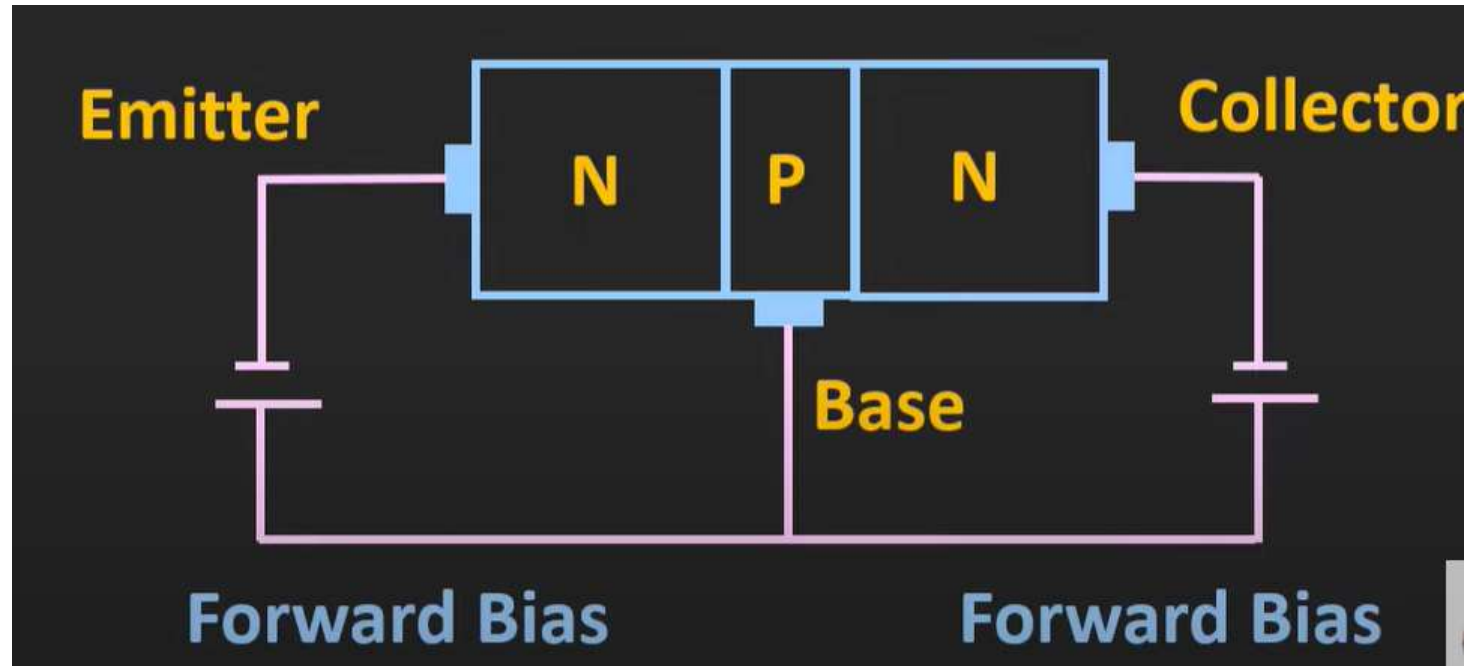 Emitter
Collector
N
P
N
Base
Forward Bias
Forward Bias